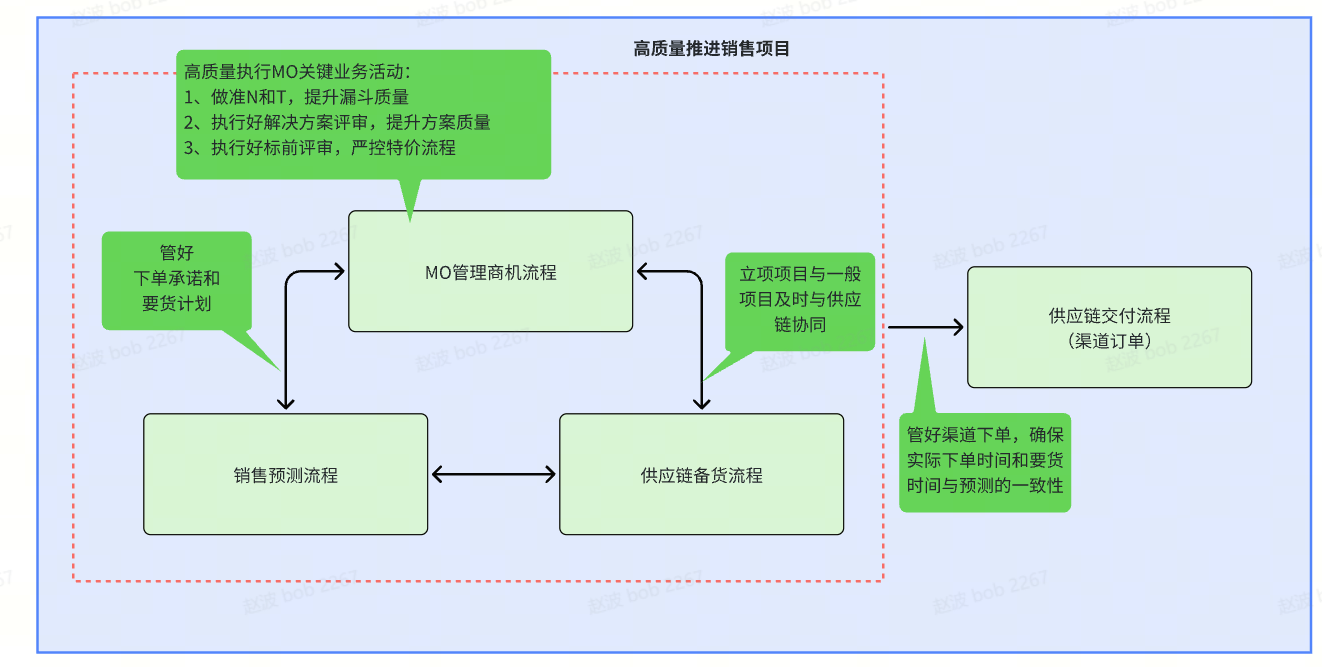 高质量推进销售项目
高质量执行MO关键业务活动：
1、做准N和T，提升漏斗质量
2、执行好解决方案评审，提升方案质量
3、执行好标前评审，严控特价流程
管好
下单承诺和
要货计划
MO管理商机流程
立项项目与一般
项目及时与供应
链协同
供应链交付流程
（渠道订单）
管好渠道下单，确保
实际下单时间和要货
时间与预测的一致性
销售预测流程
供应链备货流程
赵波 bob 2267